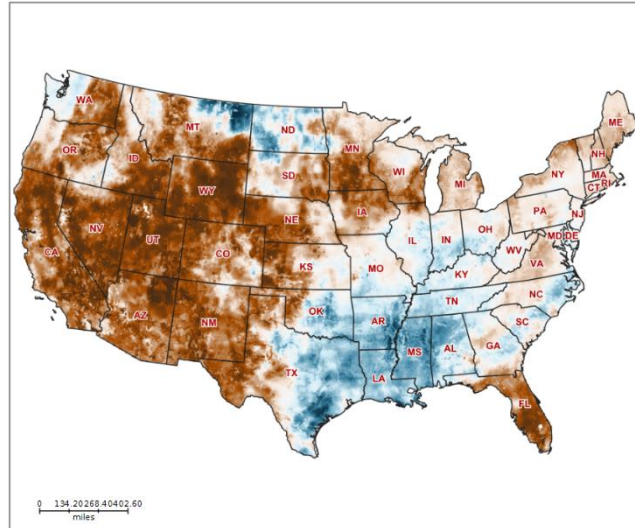 WA
ME
MT
ND
MN
OR
ID
NH
WI
NY
MA
SD
MI
CT
RI
WY
IA
PA
NJ
NE
OH
MD
DE
NV
IL
IN
UT
CO
WV
CA
KS
MO
VA
KY
NC
TN
OK
AZ
NM
AR
SC
MS
AL
GA
TX
LA
FL
0 134.20268.40402.60
miles